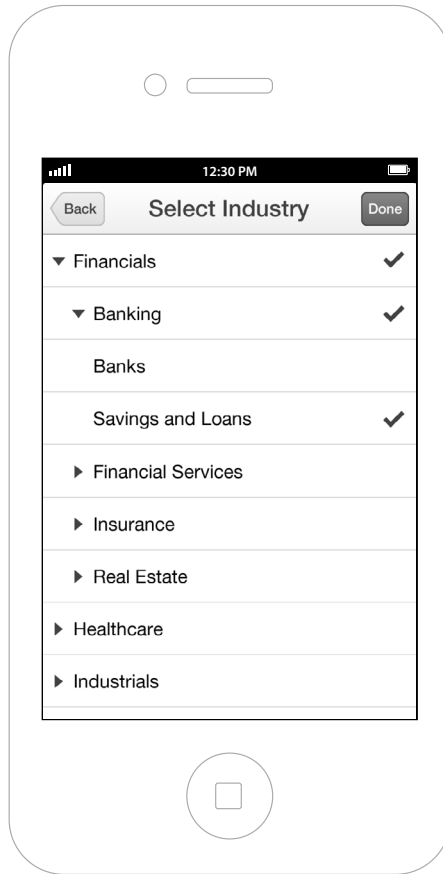 12:30 PM
Back Select Industry Done
Financials
Banking
Banks
Savings and Loans
Financial Services
Insurance
Real Estate
Healthcare
Industrials